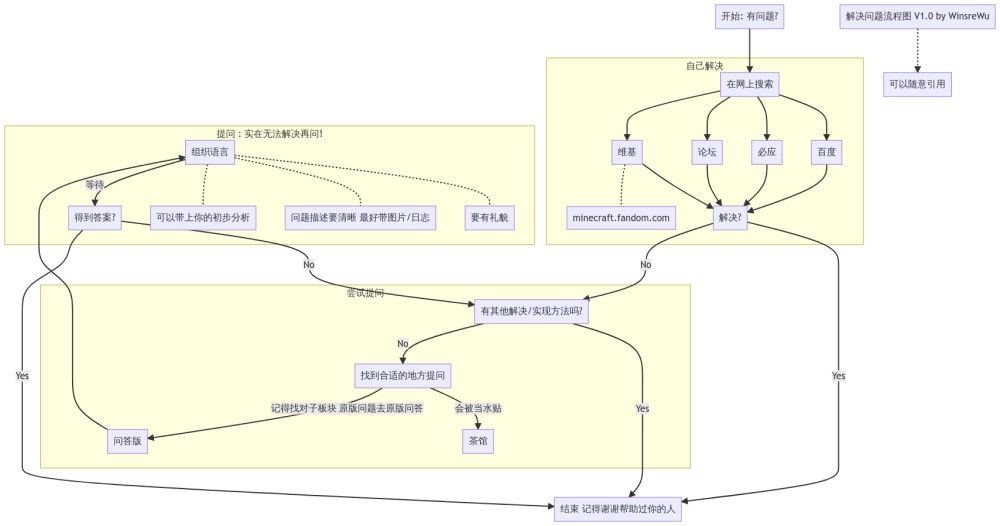 开始: 有问题?
解决问题流程图 V1.0 by WinsreWu
自己解决
在网上搜索
可以随意引用
提问：实在无法解决再问!
组织语言
维基
论坛
必应
百度
等待
得到答案?
可以带上你的初步分析
问题描述要清晰 最好带图片/日志
要有礼貌
minecraft.fandom.com
解决?
No
No
尝试提问
有其他解决/实现方法吗?
No
Yes
找到合适的地方提问
Yes
记得找对子板块 原版问题去原版问答
会被当水贴
Yes
问答版
茶馆
结束 记得谢谢帮助过你的人